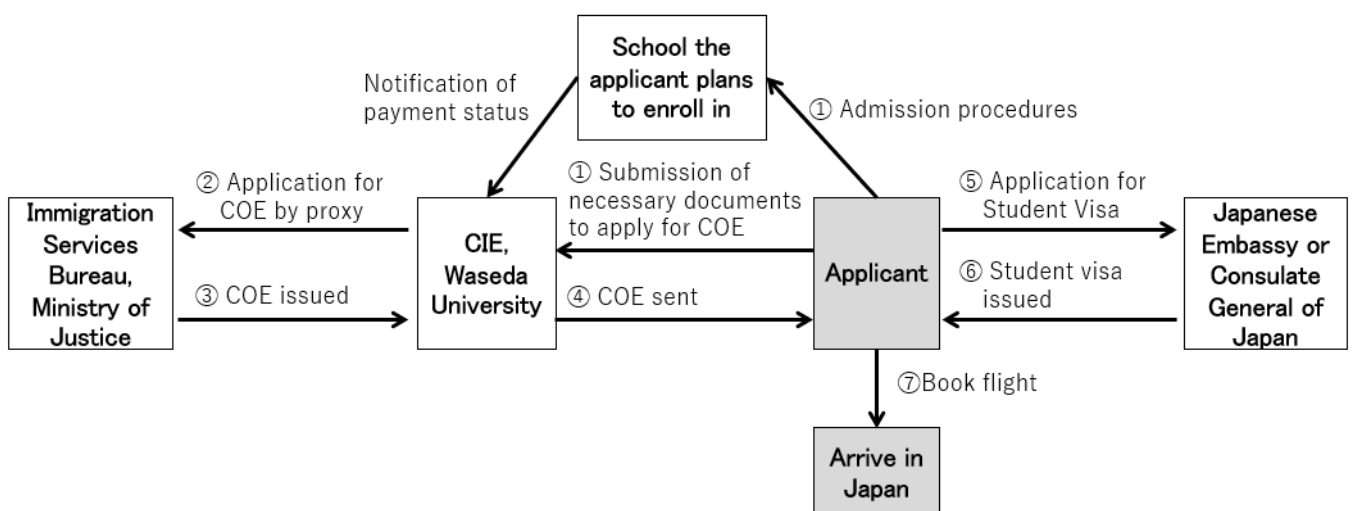 School the
applicant plans
to enroll in
Notification of
payment status
① Admission procedures
② Application for
COE by proxy
① Submission of
necessary documents
to apply for COE
⑤ Application for
Student Visa
Immigration
Services
Bureau,
Ministry of
Justice
CIE,
Waseda
University
Applicant
Japanese
Embassy or
Consulate
General of
Japan
③ COE issued
④ COE sent
⑥ Student visa
issued
⑦Book flight
Arrive in
Japan